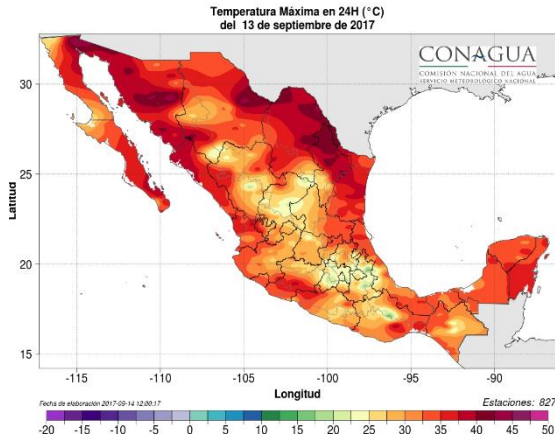 Temperatura Máxima en 24H (°C)
del 13 de septiembre de 2017
CONAGUA
COMISIÓN NACIONAL DEL AGUA
SERVICIO METEOROLÓGICO NACIONAL
Latitud
30
25
20
15
-115 -110 -105 -100 -95 -90
Longitud
Fecha de elaboración 2017-09-14 12:00:17
Estaciones: 827
-20 -15 -10 -5 0 5 10 15 20 25 30 35 40 45 50